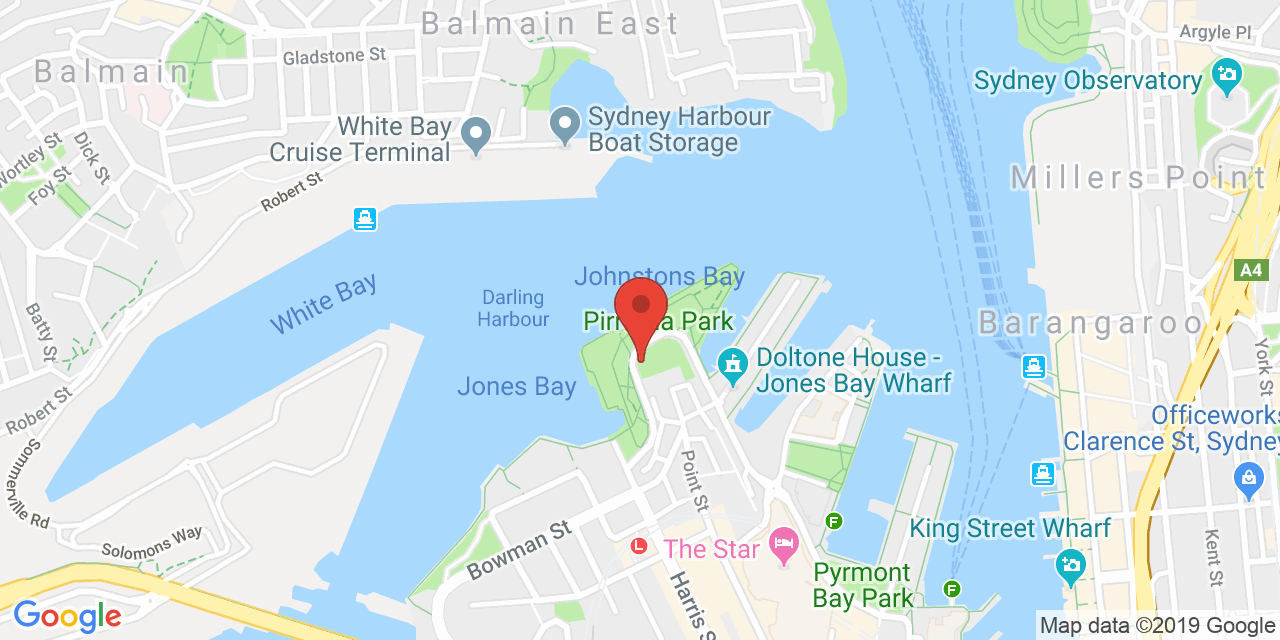 Balmain East
Argyle Pl
Gladstone St
Balmain
Sydney Observatory
White Bay
Cruise Terminal
Sydney Harbour
Boat Storage
Wortley St
Dick St
Foy St
Robert St
Millers Point
A4
Johnstons Bay
White Bay
Darling
Harbour
Park
Barangaroo
Batty St
York St
Doltone House -
Jones Bay Wharf
Jones Bay
Robert St
Officeworks
Clarence St, Sydney
Sommerville Rd
Point St
Solomons Way
Bowman St
F
King Street Wharf
L
The Star
Kent St
Harris S
Pyrmont
Bay Park
F
Google
Map data ©2019 Google